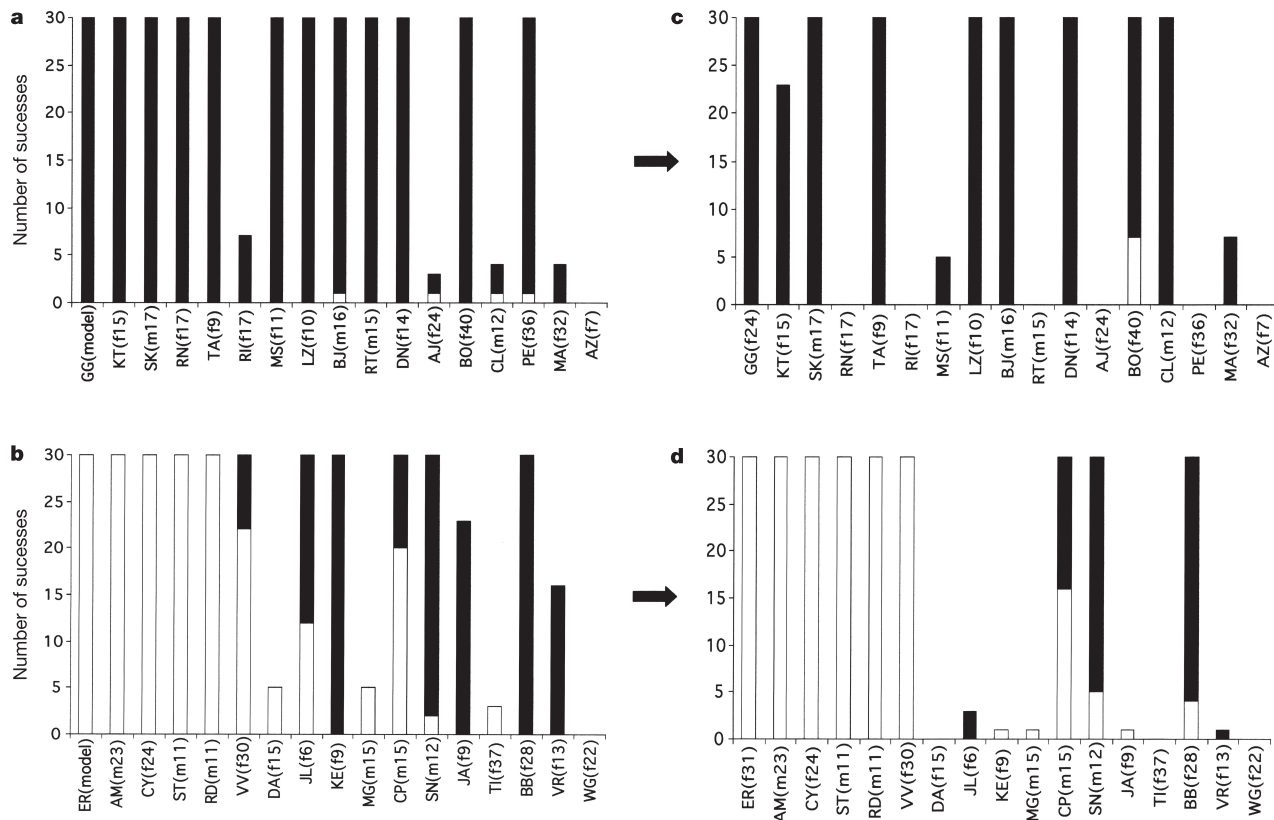 a
Number of sucesses
30
25
20
15
10
5
0
GG(model) KT(f15) SK(m17) RN(f17) TA(f9) RI(f17) MS(f11) LZ(f10) BJ(m16) RT(m15) DN(f14) AJ(f24) BO(f40) CL(m12) PE(f36) MA(f32) AZ(f7)
c
30
25
20
15
10
5
0
GG(f24) KT(f15) SK(m17) RN(f17) TA(f9) RI(f17) MS(f11) LZ(f10) BJ(m16) RT(m15) DN(f14) AJ(f24) BO(f40) CL(m12) PE(f36) MA(f32) AZ(f7)
b
Number of sucesses
30
25
20
15
10
5
0
ER(model) AM(m23) CY(f24) ST(m11) RD(m11) VV(f30) DA(f15) JL(f6) KE(f9) MG(m15) CP(m15) SN(m12) JA(f9) TI(f37) BB(f28) VR(f13) WG(f22)
d
30
25
20
15
10
5
0
ER(f31) AM(m23) CY(f24) ST(m11) RD(m11) VV(f30) DA(f15) JL(f6) KE(f9) MG(m15) CP(m15) SN(m12) JA(f9) TI(f37) BB(f28) VR(f13) WG(f22)